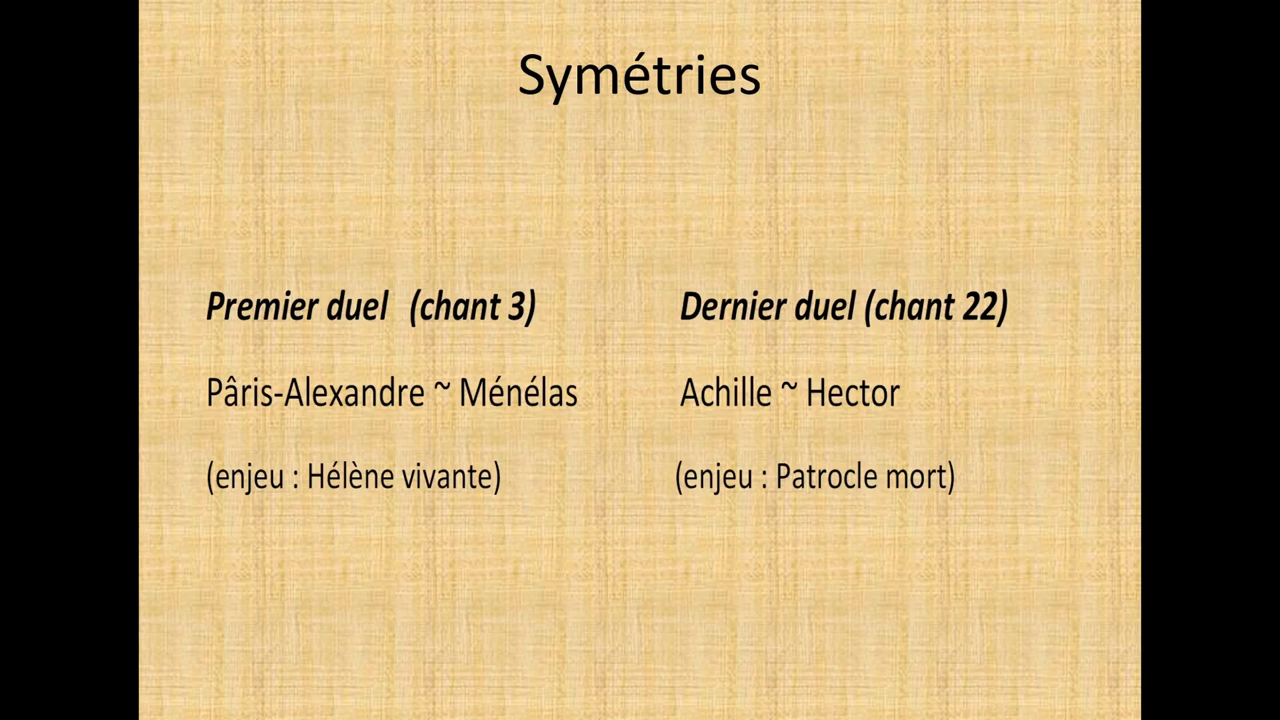 Symétries
Premier duel (chant 3)
Dernier duel (chant 22)
Pâris-Alexandre ~ Ménélas
Achille ~ Hector
(enjeu : Hélène vivante)
(enjeu : Patrocle mort)